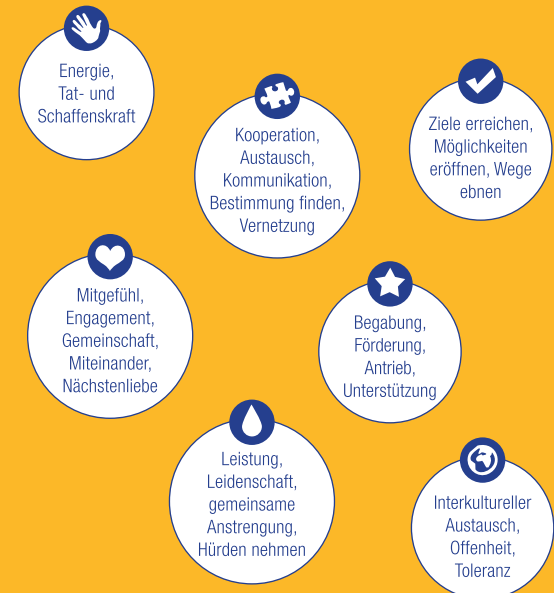 Energie,
Tat- und
Schaffenskraft
Kooperation,
Austausch,
Kommunikation,
Bestimmung finden,
Vernetzung
Ziele erreichen,
Möglichkeiten
eröffnen, Wege
ebnen
Mitgefühl,
Engagement,
Gemeinschaft,
Miteinander,
Nächstenliebe
Begabung,
Förderung,
Antrieb,
Unterstützung
Leistung,
Leidenschaft,
gemeinsame
Anstrengung,
Hürden nehmen
Interkultureller
Austausch,
Offenheit,
Toleranz